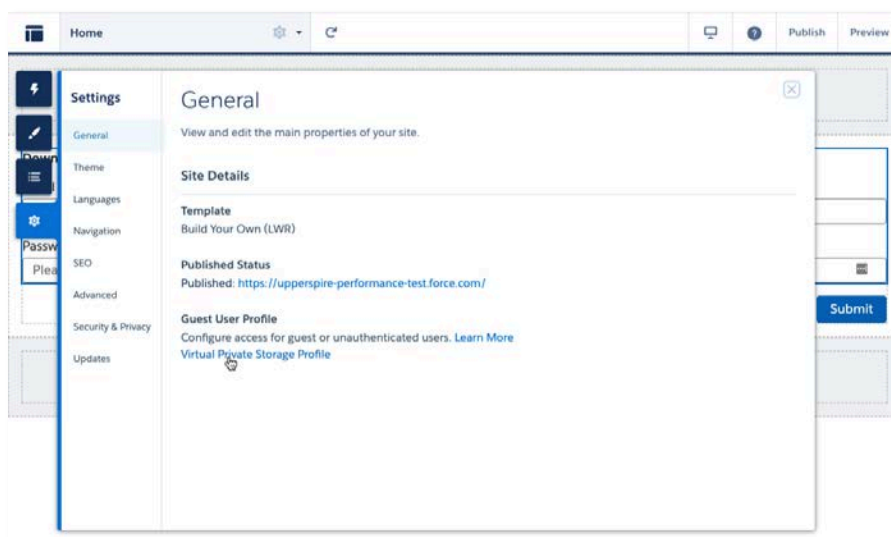 Home
Publish
Preview
Settings
General
Theme
Languages
Navigation
SEO
Advanced
Security & Privacy
Updates
General
View and edit the main properties of your site.
Site Details
Template
Build Your Own (LWR)
Published Status
Published: https://upperspire-performance-test.force.com/
Guest User Profile
Configure access for guest or unauthenticated users. Learn More
Virtual Private Storage Profile
Down
Passw
Plea
Submit